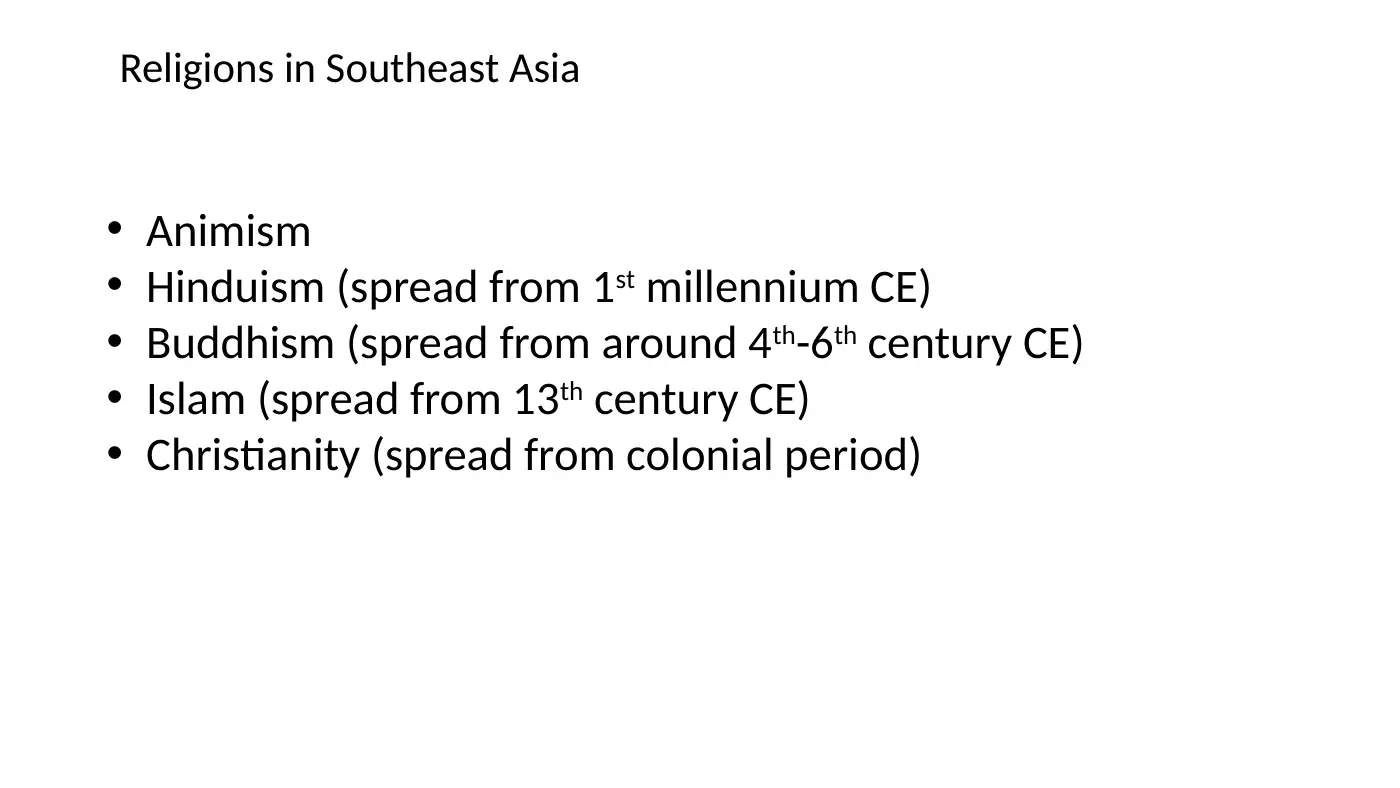 Religions in Southeast Asia
• Animism
• Hinduism (spread from 1st millennium CE)
• Buddhism (spread from around 4th-6th century CE)
• Islam (spread from 13th century CE)
• Christianity (spread from colonial period)